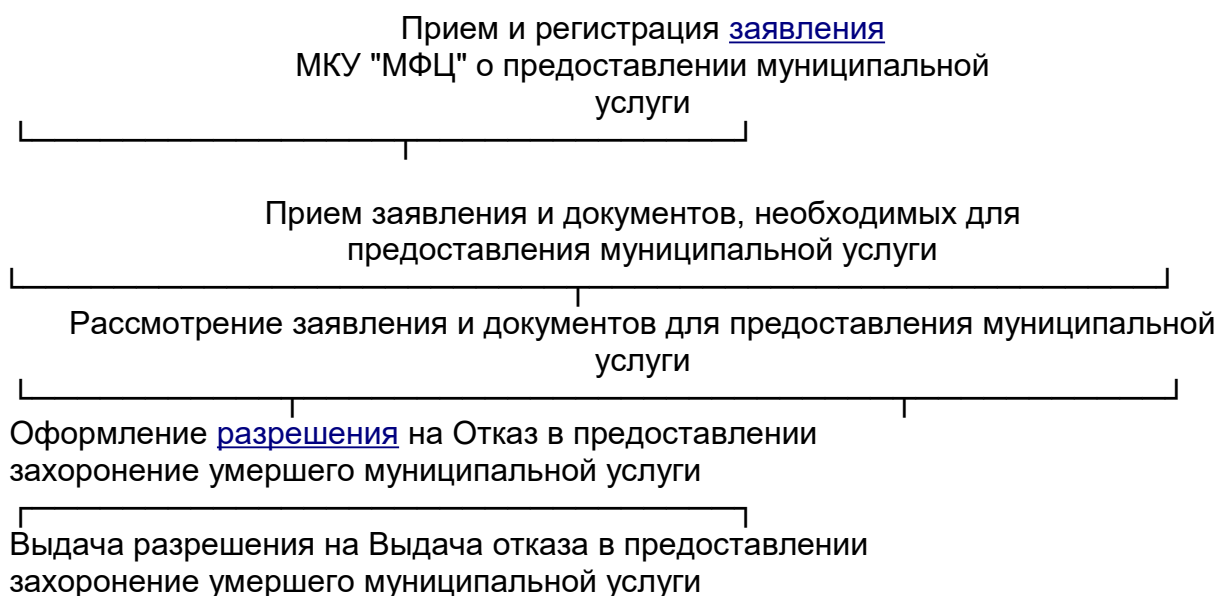 Прием и регистрация заявления
МКУ "МФЦ" о предоставлении муниципальной
услуги
Прием заявления и документов, необходимых для
предоставления муниципальной услуги
Рассмотрение заявления и документов для предоставления муниципальной
услуги
Оформление разрешения на Отказ в предоставлении
захоронение умершего муниципальной услуги
Выдача разрешения на Выдача отказа в предоставлении
захоронение умершего муниципальной услуги